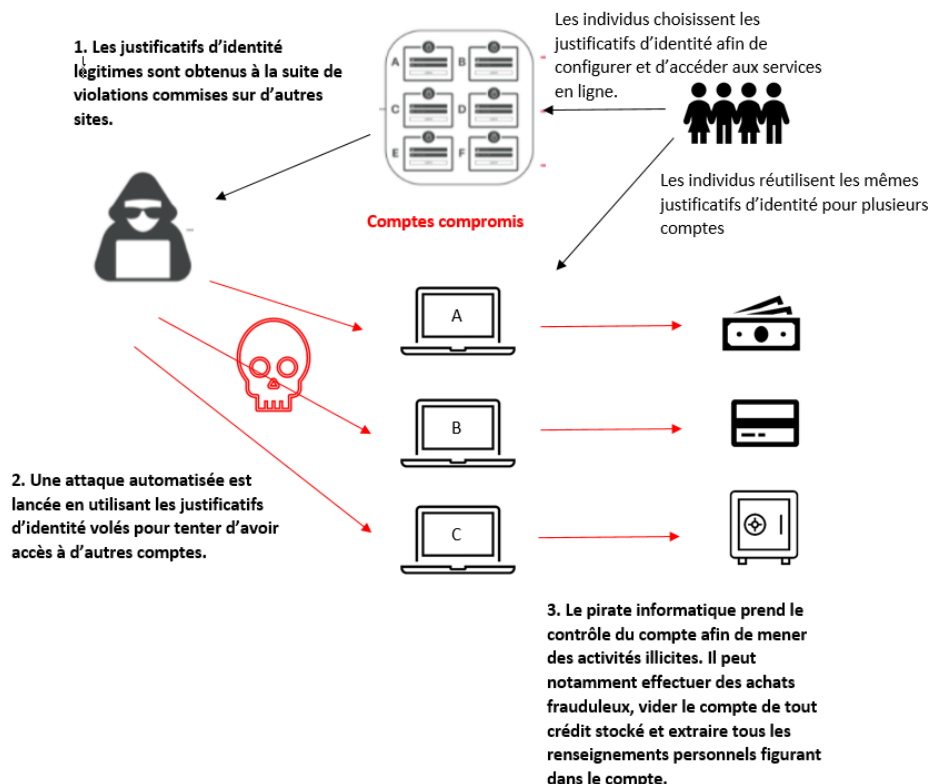 Les individus choisissent les
justificatifs d'identité afin de
configurer et d'accéder aux services
en ligne.
1. Les justificatifs d'identité
légitimes sont obtenus à la suite de
violations commises sur d'autres
sites.
A
B
C
D
E
F
Les individus réutilisent les mêmes
justificatifs d'identité pour plusieurs
comptes
Comptes compromis
A
B
C
2. Une attaque automatisée est
lancée en utilisant les justificatifs
d'identité volés pour tenter d'avoir
accès à d'autres comptes.
3. Le pirate informatique prend le
contrôle du compte afin de mener
des activités illicites. Il peut
notamment effectuer des achats
frauduleux, vider le compte de tout
crédit stocké et extraire tous les
renseignements personnels figurant
dans le compte.